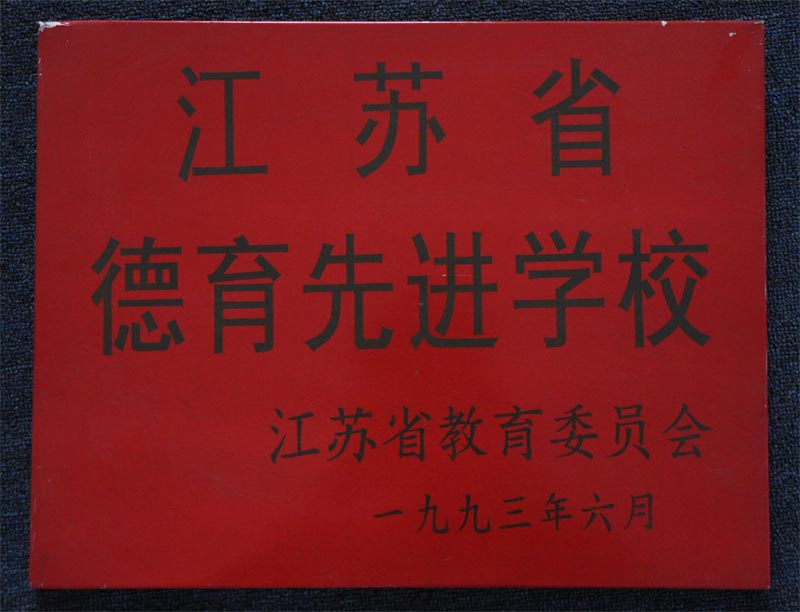 江苏省
德育先进学校
江苏省教育委员会
一九九三年六月